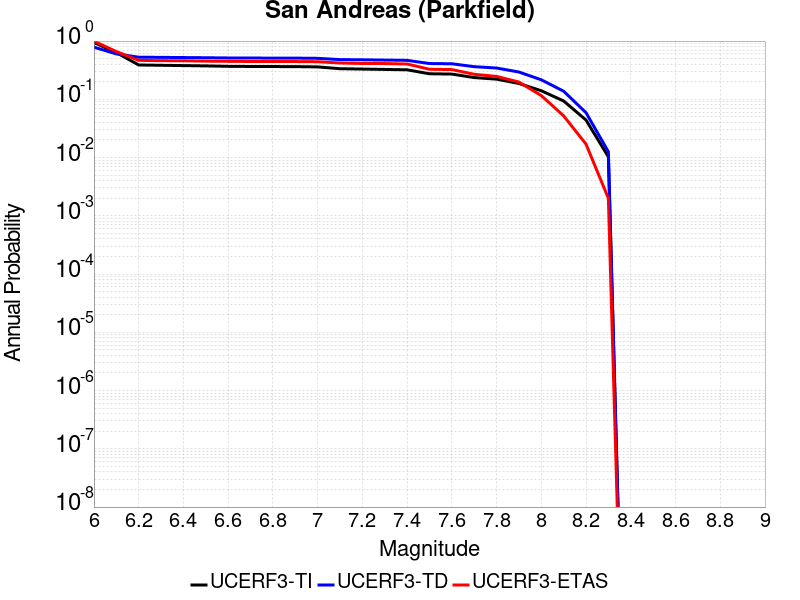 San Andreas (Parkfield)
10^0
10^-1
10^-2
10^-3
10^-4
10^-5
10^-6
10^-7
10^-8
Annual Probability
6 6.2 6.4 6.6 6.8 7 7.2 7.4 7.6 7.8 8 8.2 8.4 8.6 8.8 9
Magnitude
UCERF3-TI UCERF3-TD UCERF3-ETAS